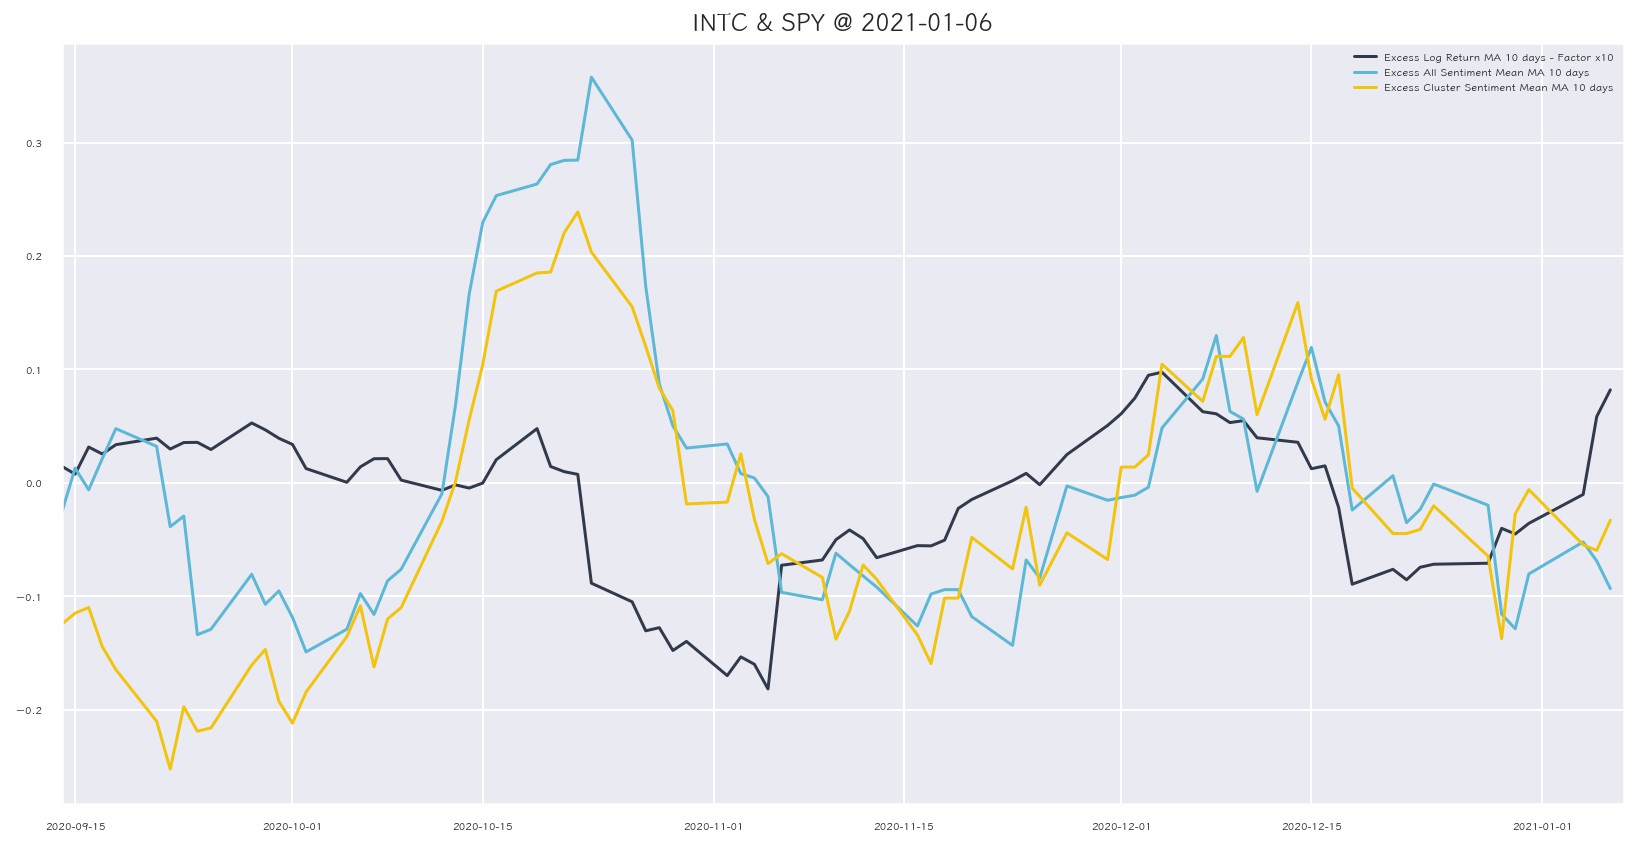 INTC & SPY @ 2021-01-06
Excess Log Return MA 10 days - Factor x10
Excess All Sentiment Mean MA 10 days
Excess Cluster Sentiment Mean MA 10 days
0.3
0.2
0.1
0.0
−0.1
−0.2
2020-09-15 2020-10-01 2020-10-15 2020-11-01 2020-11-15 2020-12-01 2020-12-15 2021-01-01